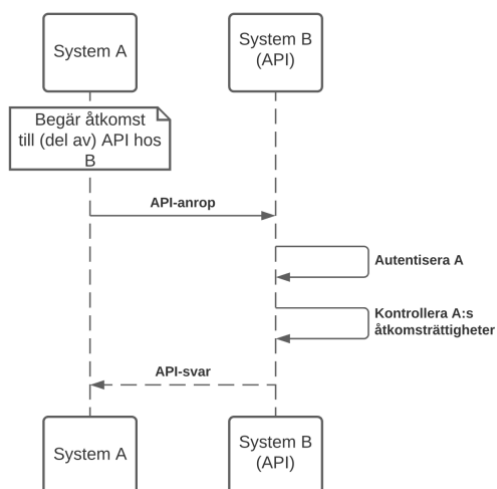 System A
System B
(API)
Begär åtkomst
till (del av) API hos
B
API-anrop
Autentisera A
Kontrollera A:s
åtkomsträttigheter
API-svar
System A
System B
(API)